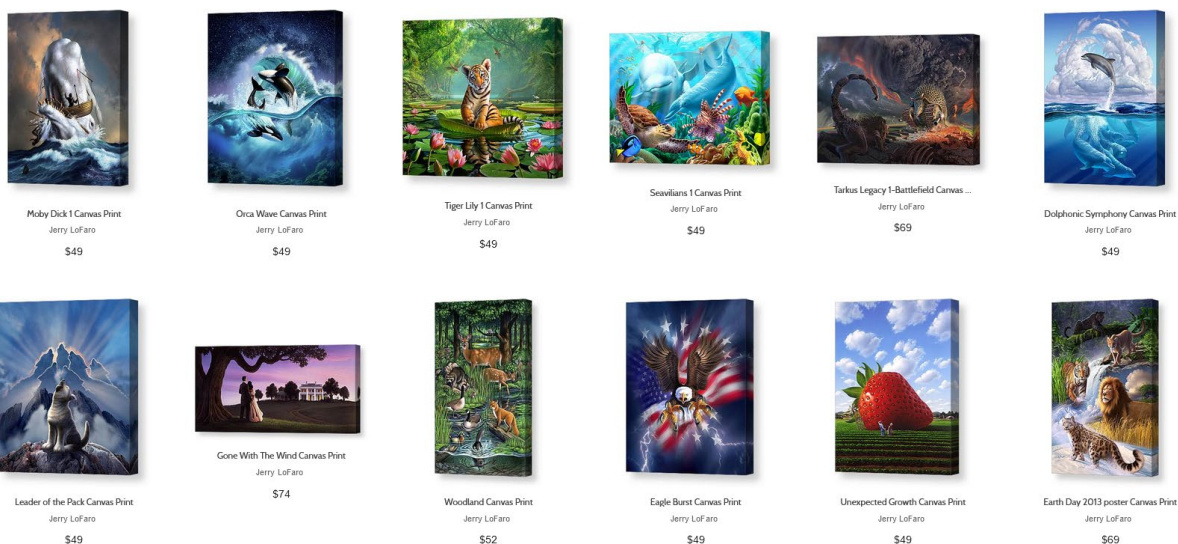 Moby Dick 1 Canvas Print
Jerry LoFaro
$49
Orca Wave Canvas Print
Jerry LoFaro
$49
Tiger Lily 1 Canvas Print
Jerry LoFaro
$49
Seavilians 1 Canvas Print
Jerry LoFaro
$49
Tarkus Legacy 1-Battlefield Canvas ...
Jerry LoFaro
$69
Dolphonic Symphony Canvas Print
Jerry LoFaro
$49
Leader of the Pack Canvas Print
Jerry LoFaro
$49
Gone With The Wind Canvas Print
Jerry LoFaro
$74
Woodland Canvas Print
Jerry LoFaro
$52
Eagle Burst Canvas Print
Jerry LoFaro
$49
Unexpected Growth Canvas Print
Jerry LoFaro
$49
Earth Day 2013 poster Canvas Print
Jerry LoFaro
$69